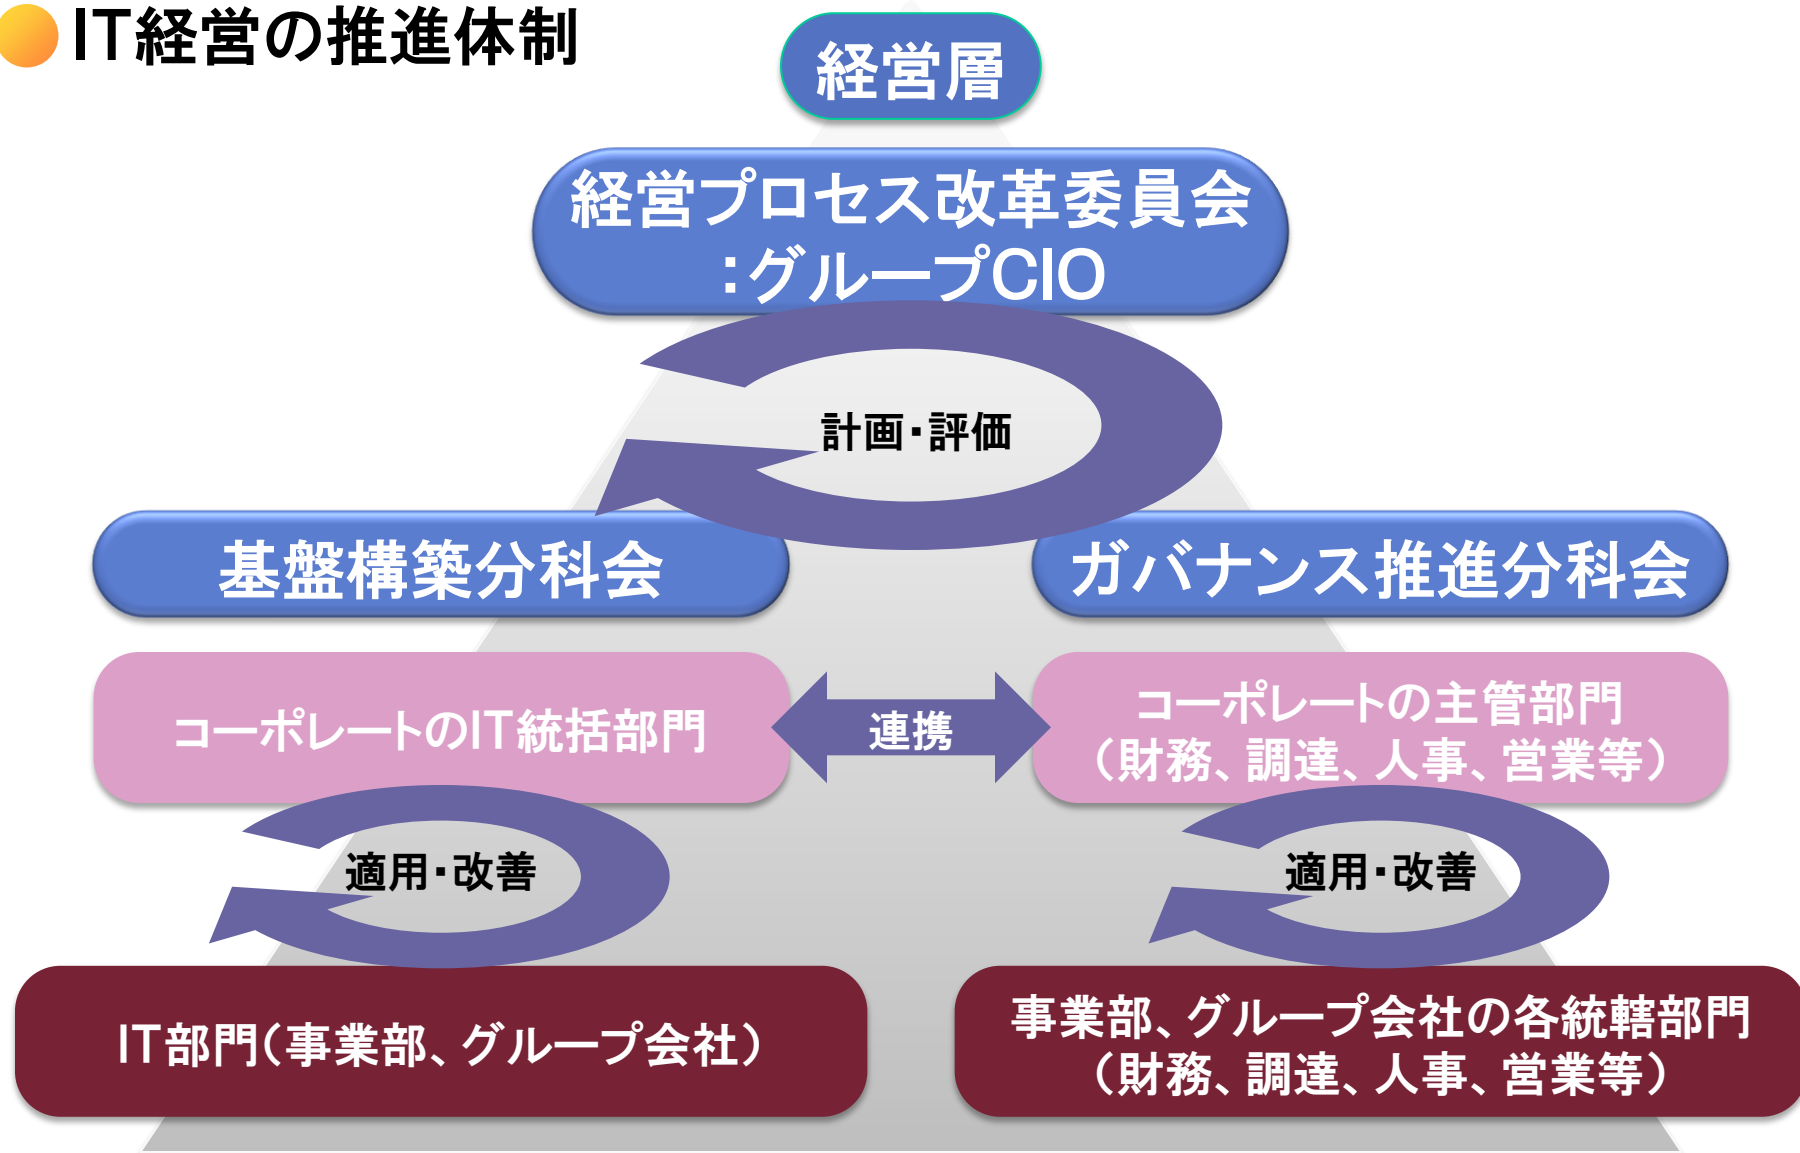 IT経営の推進体制
経営層
経営プロセス改革委員会
:グループCIO
計画・評価
基盤構築分科会
ガバナンス推進分科会
コーポレートのIT統括部門
連携
コーポレートの主管部門
（財務、調達、人事、営業等）
適用・改善
適用・改善
IT部門（事業部、グループ会社）
事業部、グループ会社の各統轄部門
（財務、調達、人事、営業等）